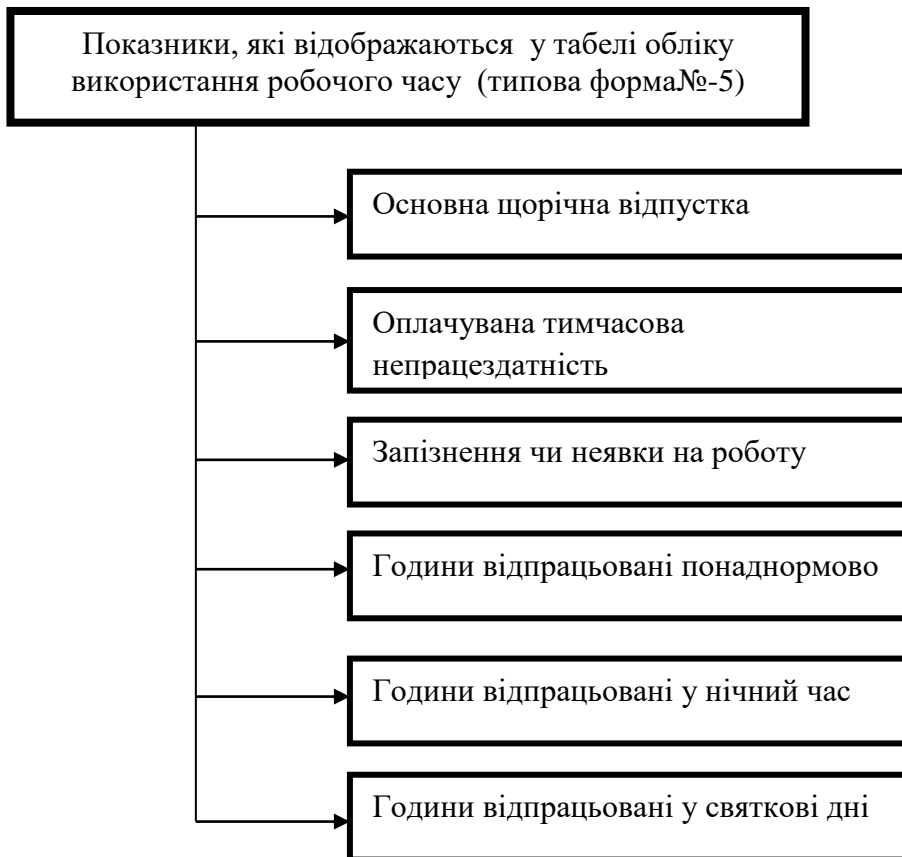 Показники, які відображаються у табелі обліку
використання робочого часу (типова форма№-5)
Основна щорічна відпустка
Оплачувана тимчасова
непрацездатність
Запізнення чи неявки на роботу
Години відпрацьовані понаднормово
Години відпрацьовані у нічний час
Години відпрацьовані у святкові дні